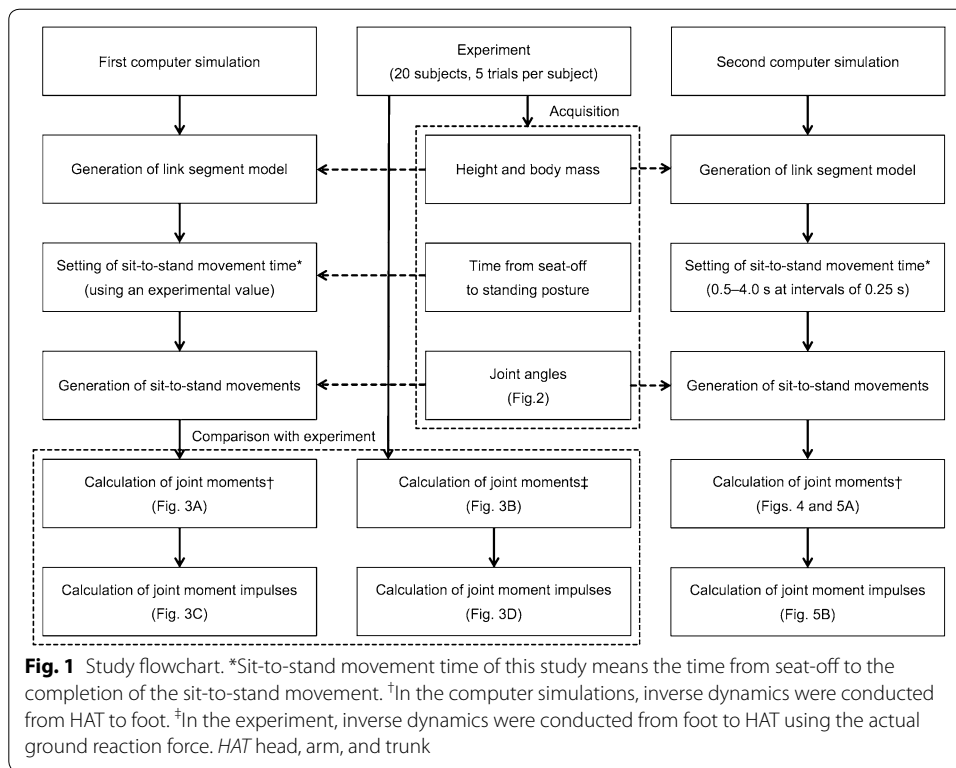 First computer simulation
Experiment
(20 subjects, 5 trials per subject)
Second computer simulation
Acquisition
Generation of link segment model
Height and body mass
Generation of link segment model
Setting of sit-to-stand movement time*
(using an experimental value)
Time from seat-off
to standing posture
Setting of sit-to-stand movement time*
(0.5–4.0 s at intervals of 0.25 s)
Generation of sit-to-stand movements
Joint angles
(Fig.2)
Generation of sit-to-stand movements
Comparison with experiment
Calculation of joint moments†
(Fig. 3A)
Calculation of joint moments‡
(Fig. 3B)
Calculation of joint moments†
(Figs. 4 and 5A)
Calculation of joint moment impulses
(Fig. 3C)
Calculation of joint moment impulses
(Fig. 3D)
Calculation of joint moment impulses
(Fig. 5B)
Fig. 1 Study flowchart. *Sit-to-stand movement time of this study means the time from seat-off to the
completion of the sit-to-stand movement. †In the computer simulations, inverse dynamics were conducted
from HAT to foot. ‡In the experiment, inverse dynamics were conducted from foot to HAT using the actual
ground reaction force. HAT head, arm, and trunk